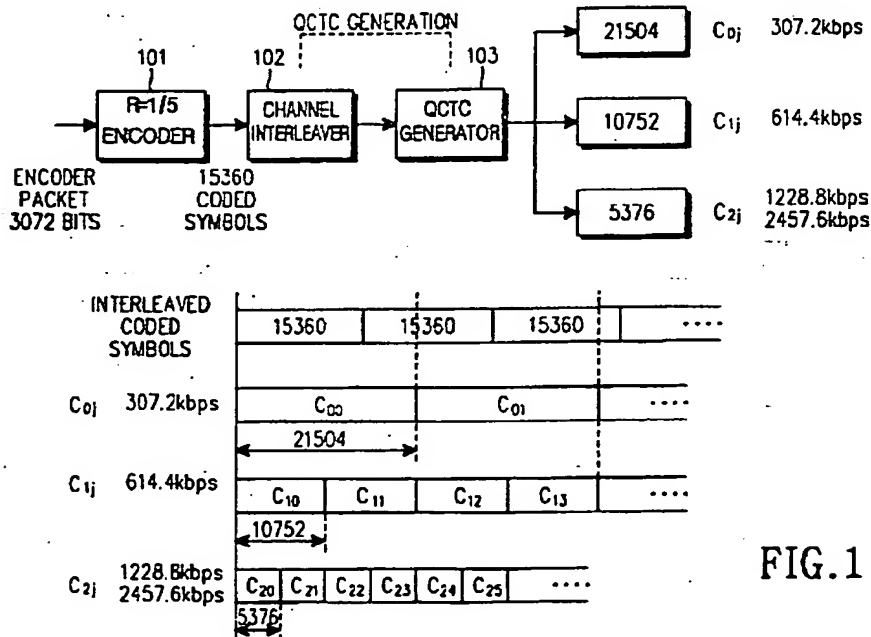 QCTC GENERATION
101
102
103
R=1/5
ENCODER
CHANNEL
INTERLEAVER
QCTC
GENERATOR
21504
C0j 307.2kbps
10752
C1j 614.4kbps
5376
C2j 1228.8kbps
2457.6kbps
ENCODER
PACKET
3072 BITS
15360
CODED
SYMBOLS
INTERLEAVED
CODED
SYMBOLS
15360 15360 15360 ....
C0j 307.2kbps C00 C01 ....
21504
C1j 614.4kbps C10 C11 C12 C13 ....
10752
C2j 1228.8kbps
2457.6kbps
C20 C21 C22 C23 C24 C25 ....
5376
FIG.1